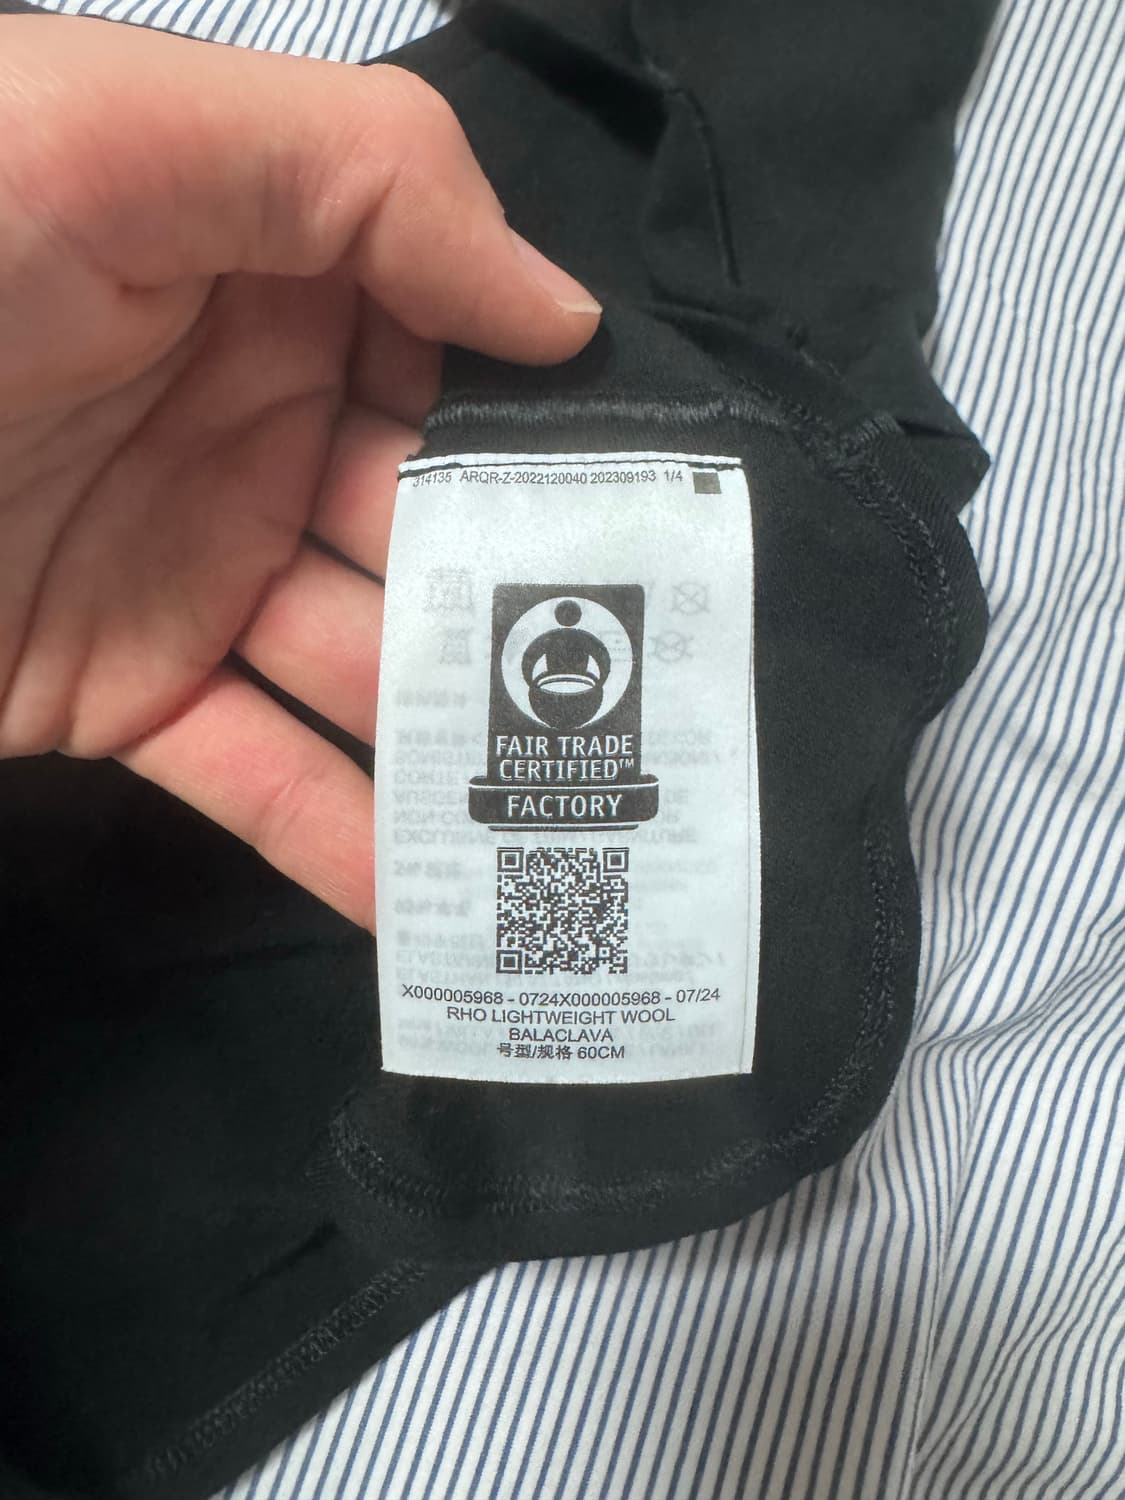 314135 ARQR-Z-2022120040 202309193 1/4
FAIR TRADE
CERTIFIED™
FACTORY
X000005968 - 0724X000005968 - 07/24
RHO LIGHTWEIGHT WOOL
BALACLAVA
号型/规格 60CM